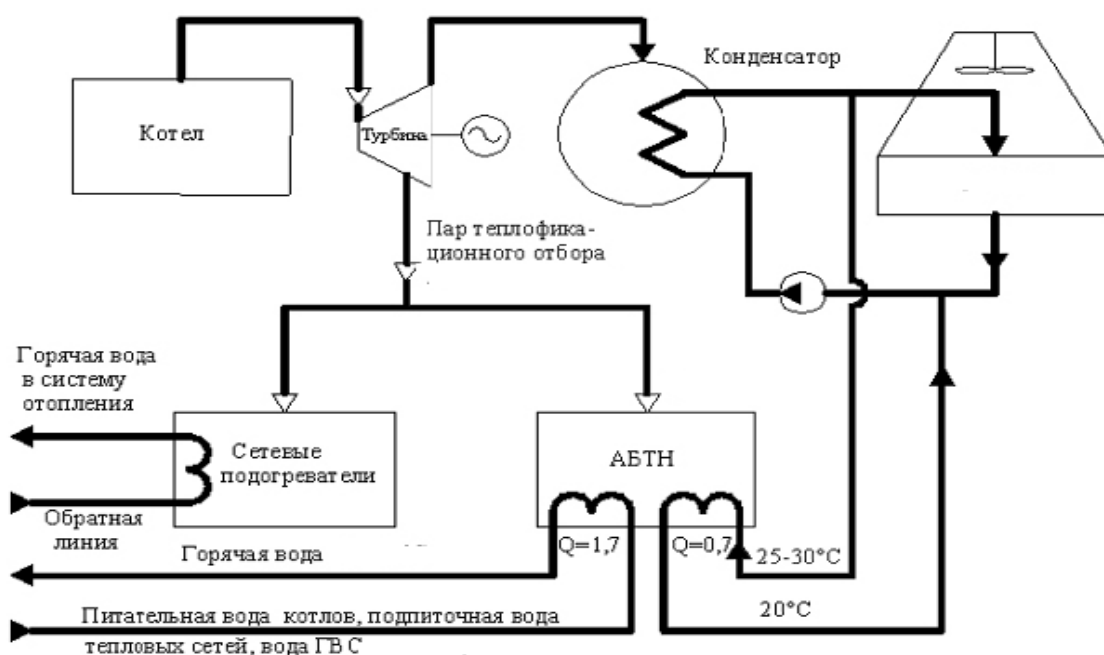 Котел
Турбина
Конденсатор
Пар теплофика-
ционного отбора
Горячая вода
в систему
отопления
Сетевые
подогреватели
АБТН
Обратная
линия
Q=1,7
Q=0,7
Горячая вода
25-30°C
20°C
Питательная вода котлов, подпиточная вода
тепловых сетей, вода ГВС